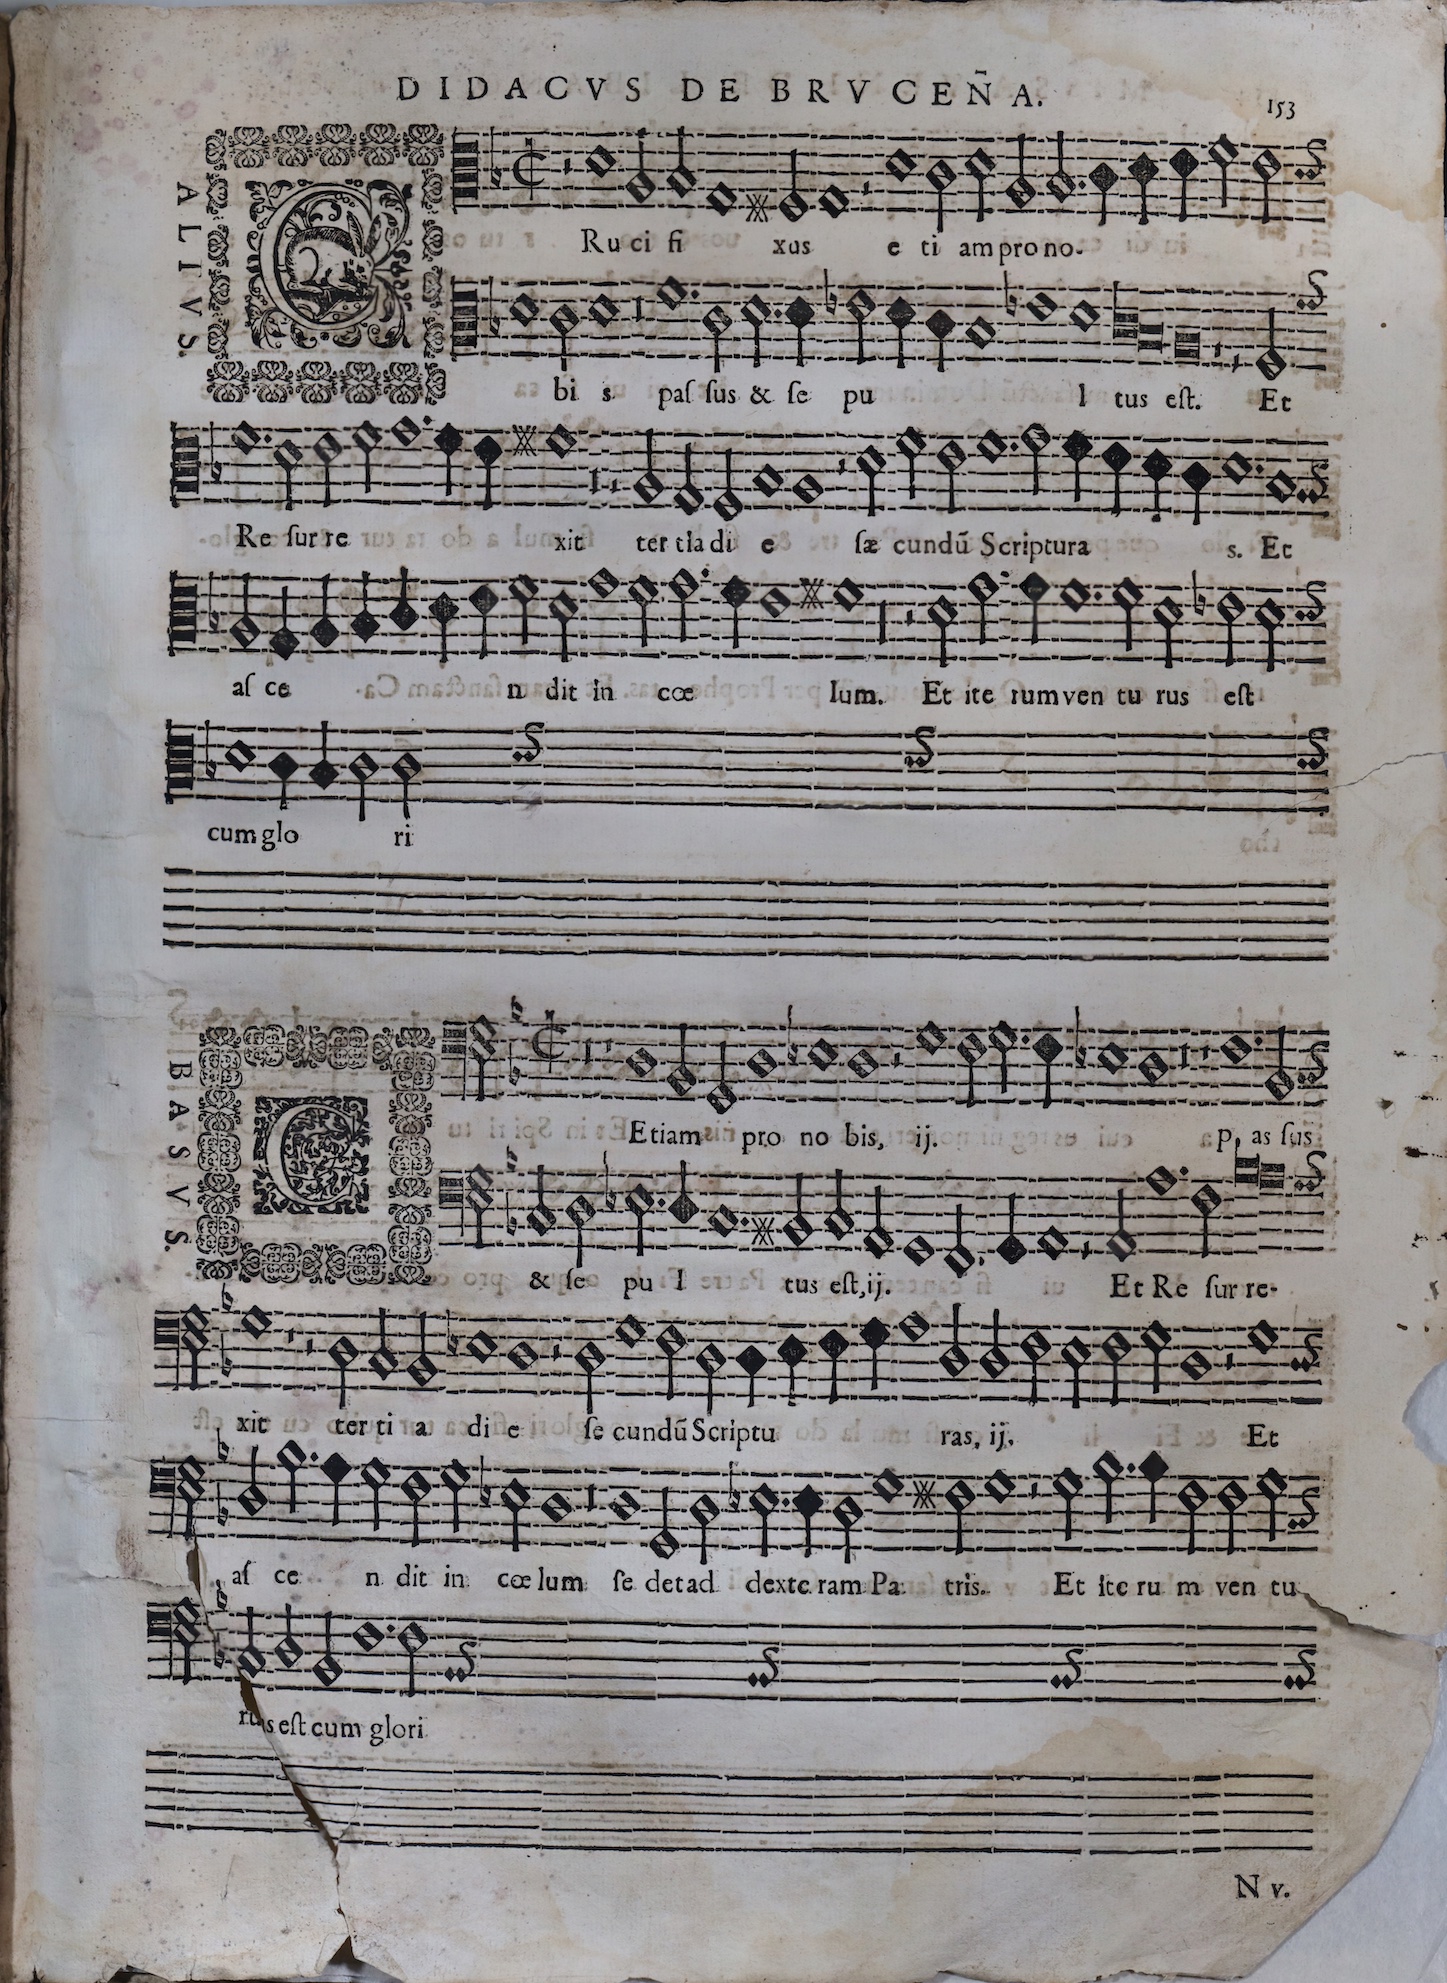 DIDACVS DE BRVCEÑA.
153
ALTVS.
C
Ru ci fi xus e ti am pro no-
bi s paſ ſus & ſe pu l tus eſt. Et
Re ſur re xit ter tia di e ſæ cundū Scriptura s. Et
aſ ce n dit in cœ lum. Et ite rum ven tu rus eſt
cum glo ri
BASVS.
C
Etiam pro no bis, ij. p, as ſus
& ſe pu l tus eſt, ij. Et Re ſur re-
xit ter ti a di e ſe cundū Scriptu ras, ij. Et
aſ ce n dit in cœ lum ſe det ad dexte ram Pa tris. Et ite ru m ven tu
rus eſt cum glori
N v.